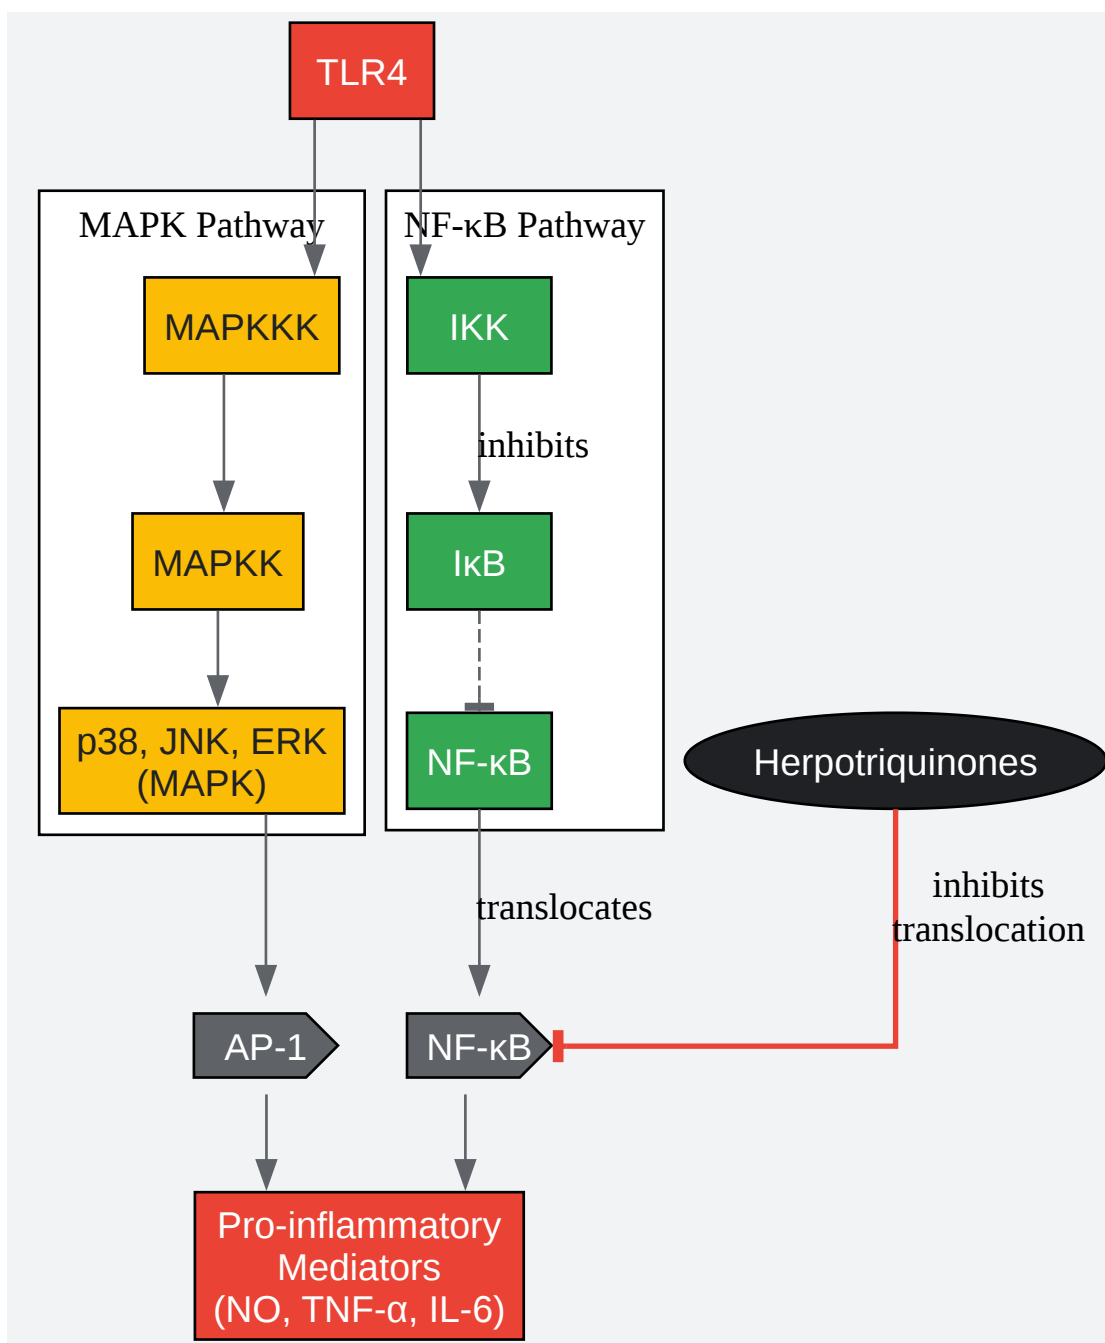 TLR4
MAPK Pathway
NF-κB Pathway
MAPKKK
IKK
inhibits
MAPKK
IκB
p38, JNK, ERK
(MAPK)
NF-κB
Herpotriquinones
translocates
inhibits
translocation
AP-1
NF-κB
Pro-inflammatory
Mediators
(NO, TNF-α, IL-6)